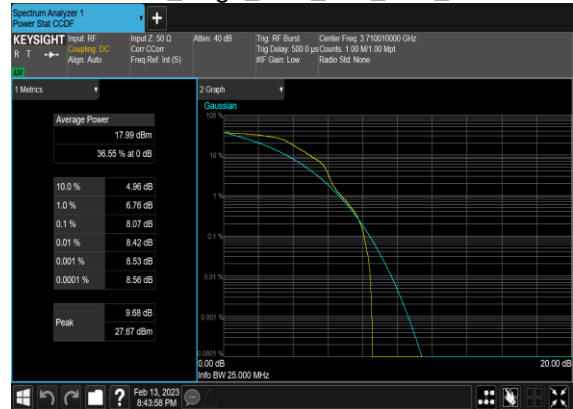 Spectrum Analyzer 1
Power Stat CCDF
KEYSIGHT
R T
LW
Input: RF
Coupling: DC
Align: Auto
Input Z: 50 Ω
Corr CCorr
Freq Ref: Int (S)
Atten: 40 dB
Trig: RF Burst
Trig Delay: 500.0 µs
#IF Gain: Low
Center Freq: 3.710010000 GHz
Counts: 1.00 M/1.00 Mpt
Radio Std: None
1 Metrics
Average Power
17.99 dBm
36.55 % at 0 dB
10.0 % 4.96 dB
1.0 % 6.76 dB
0.1 % 8.07 dB
0.01 % 8.42 dB
0.001 % 8.53 dB
0.0001 % 8.56 dB
Peak
9.68 dB
27.67 dBm
2 Graph
Gaussian
100 %
10 %
1 %
0.1 %
0.01 %
0.001 %
0.0001 %
0.00 dB
20.00 dB
Info BW 25.000 MHz
?
Feb 13, 2023
8:43:58 PM